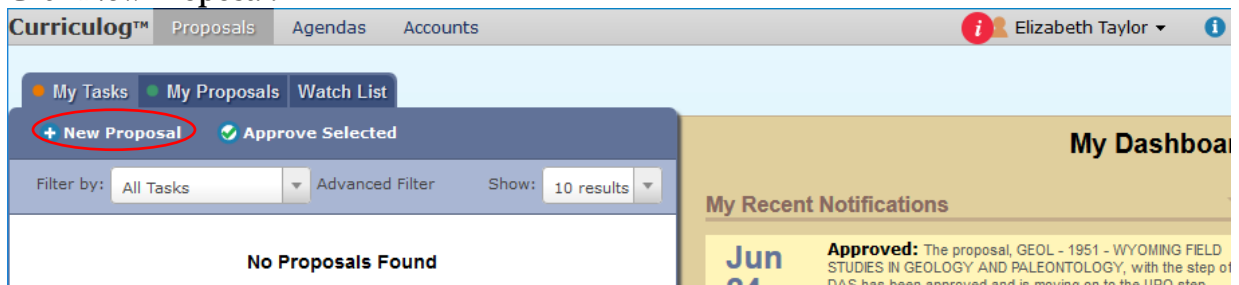 Curriculog™ Proposals Agendas Accounts Elizabeth Taylor
My Tasks My Proposals Watch List
New Proposal Approve Selected
My Dashboar
Filter by: All Tasks Advanced Filter Show: 10 results
My Recent Notifications
No Proposals Found
Jun
Approved: The proposal, GEOL - 1951 - WYOMING FIELD
STUDIES IN GEOLOGY AND PALEONTOLOGY, with the step of
DAS has been approved and is moving on to the UPO step